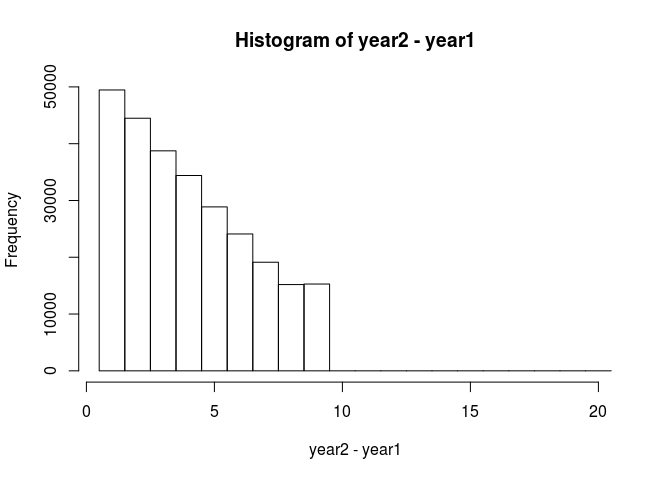 Histogram of year2 - year1
Frequency
50000
30000
10000
0
0 5 10 15 20
year2 - year1